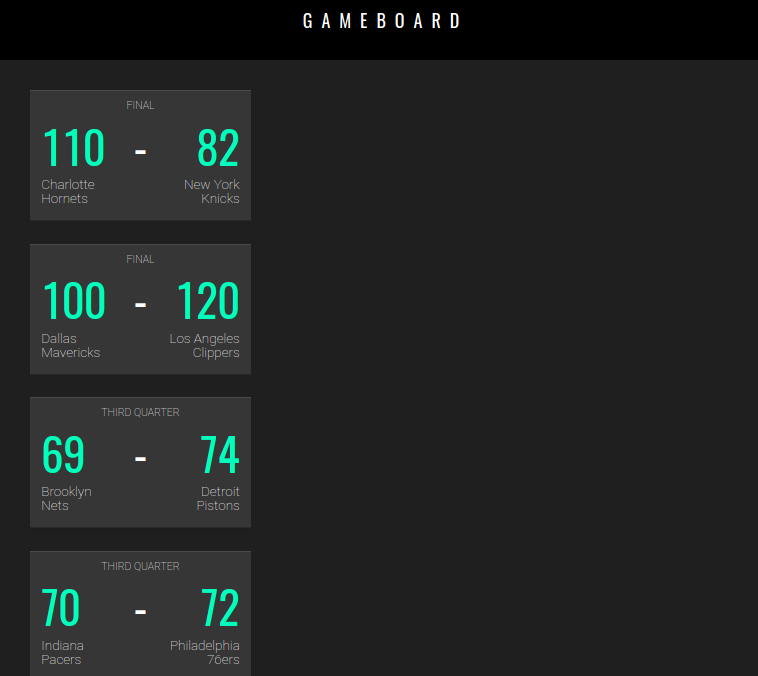 GAMEBOARD
FINAL
110 - 82
Charlotte New York
Hornets Knicks
FINAL
100 - 120
Dallas Los Angeles
Mavericks Clippers
THIRD QUARTER
69 - 74
Brooklyn Detroit
Nets Pistons
THIRD QUARTER
70 - 72
Indiana Philadelphia
Pacers 76ers